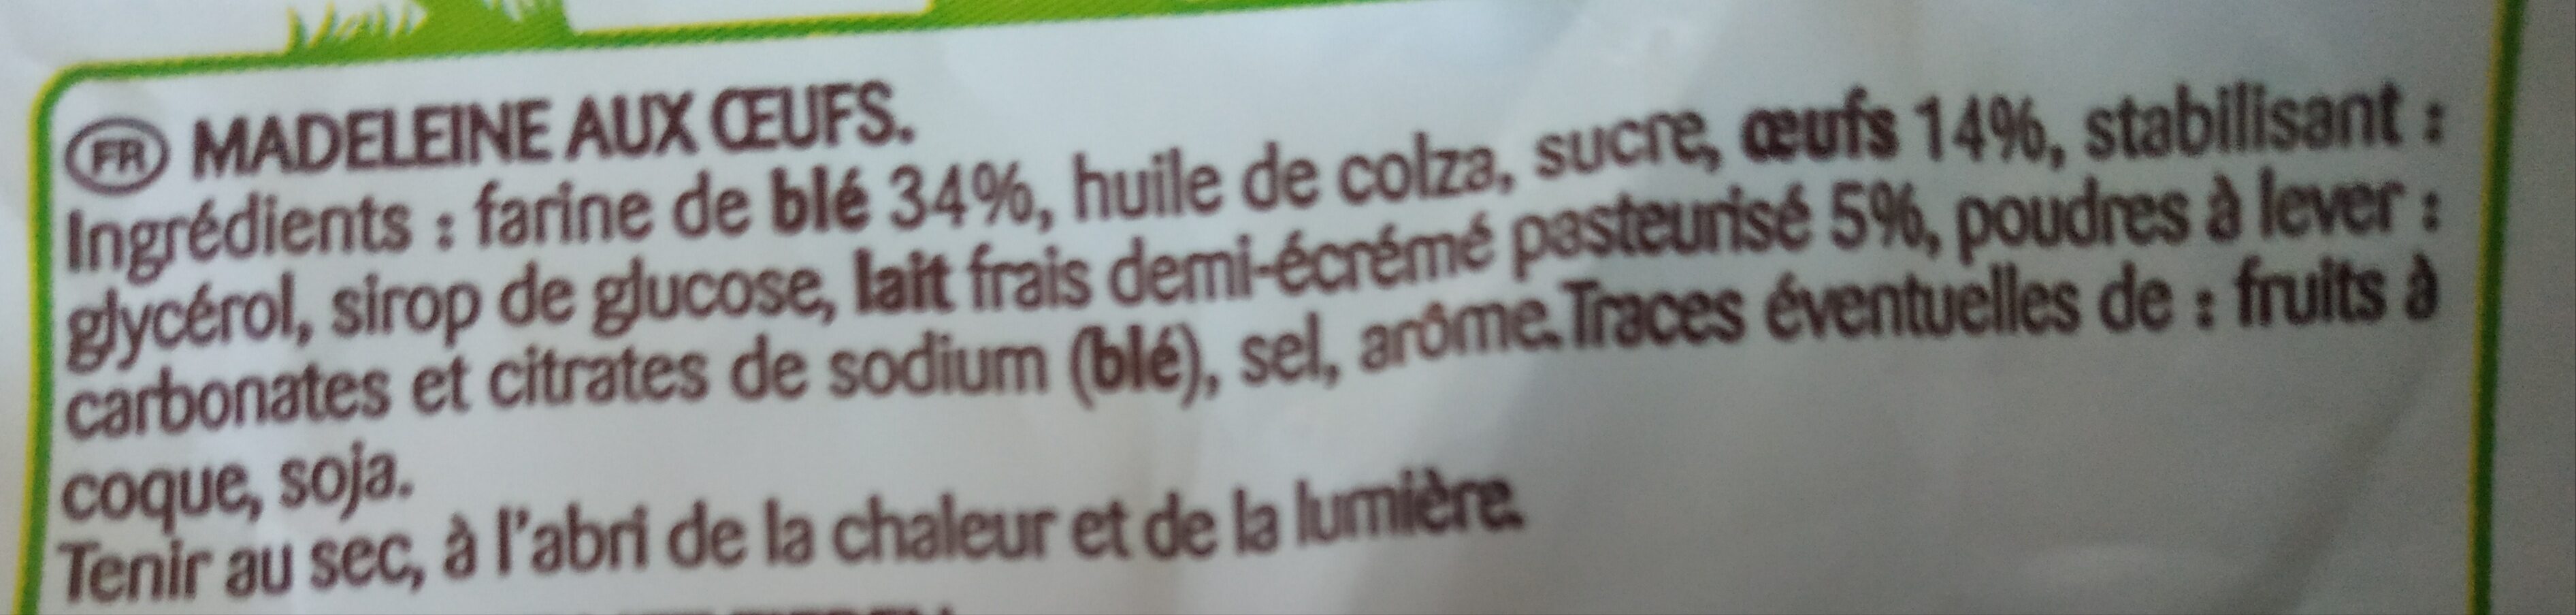 FR MADELEINE AUX ŒUFS.
Ingrédients : farine de blé 34%, huile de colza, sucre, œufs 14%, stabilisant :
glycérol, sirop de glucose, lait frais demi-écrémé pasteurisé 5%, poudres à lever :
carbonates et citrates de sodium (blé), sel, arôme.Traces éventuelles de : fruits à
coque, soja.
Tenir au sec, à l'abri de la chaleur et de la lumière.